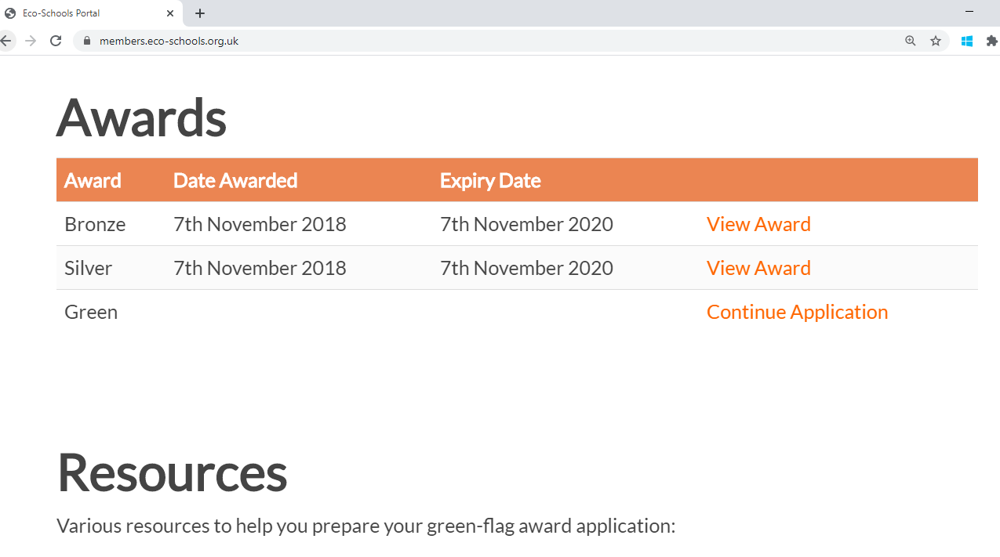 Eco-Schools Portal
members.eco-schools.org.uk
Awards
Award Date Awarded Expiry Date
Bronze 7th November 2018 7th November 2020 View Award
Silver 7th November 2018 7th November 2020 View Award
Green Continue Application
Resources
Various resources to help you prepare your green-flag award application: